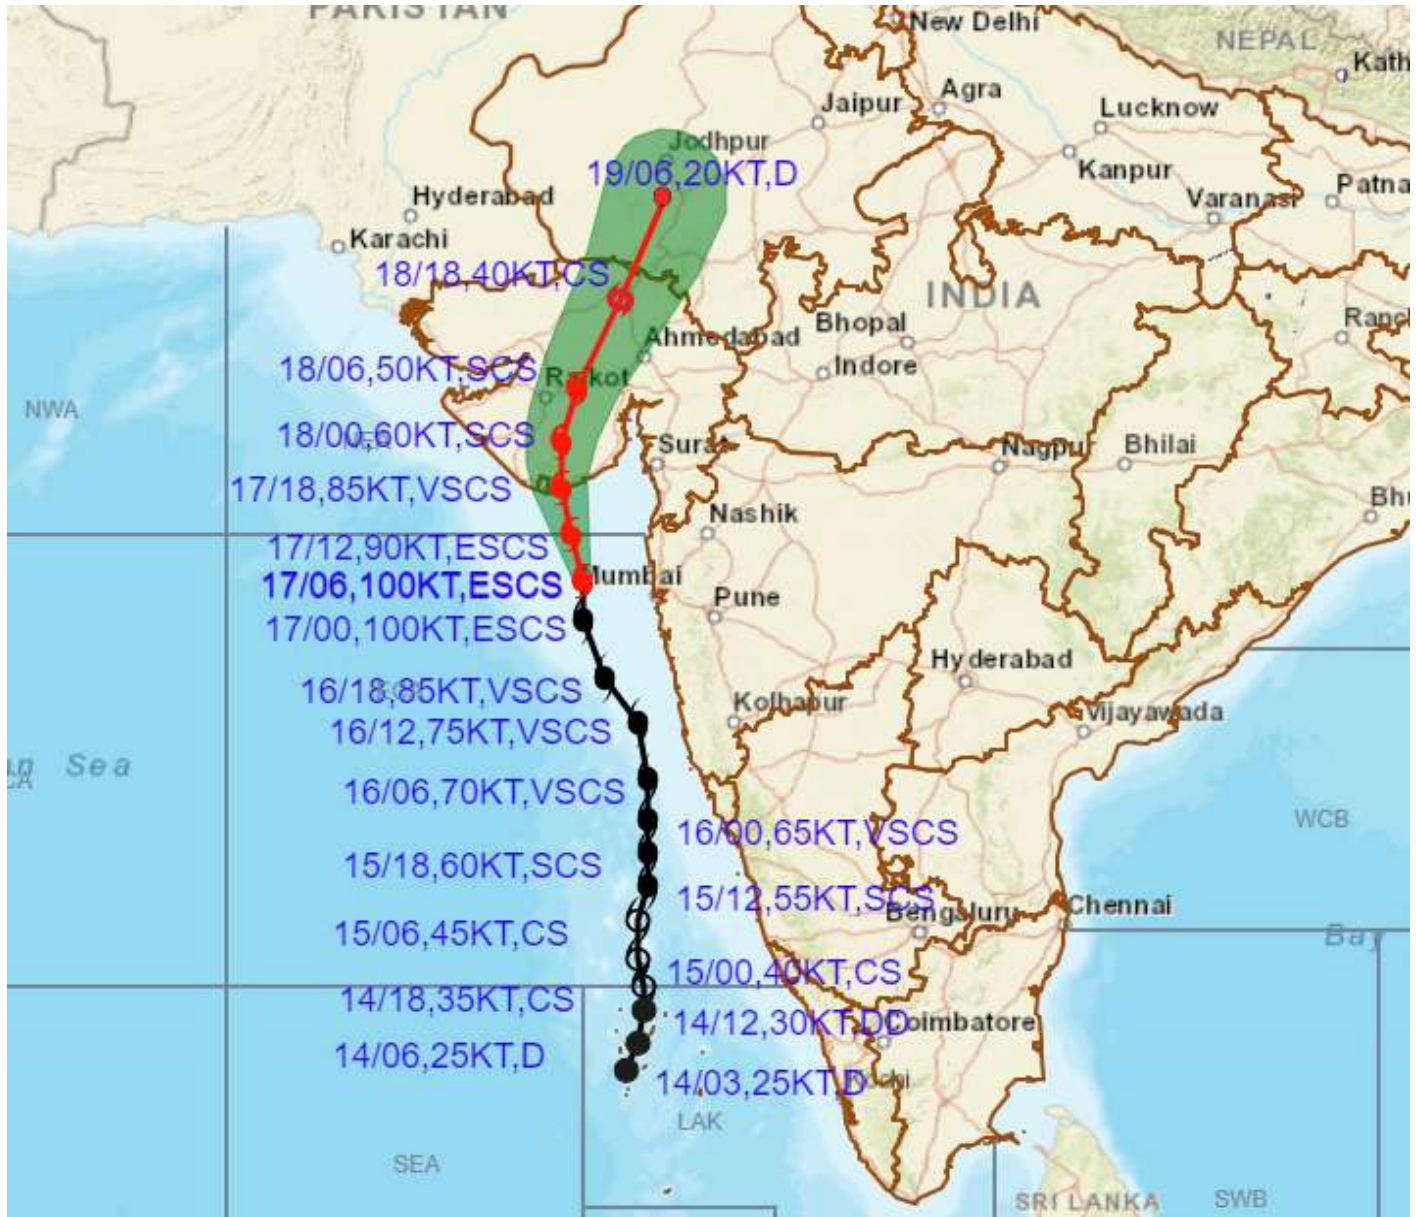 PAKISTAN
New Delhi
NEPAL
Kath
Agra
Jaipur
Lucknow
Jodhpur
Kanpur
19/06,20KT,D
Patna
Hyderabad
Varanasi
Karachi
18/18,40KT,CS
INDIA
Bhopal
Ranc
Ahmedabad
18/06,50KT,SCS
Indore
Rajkot
NWA
18/00,60KT,SCS
Surat
Nagpur
Bhilai
17/18,85KT,VSCS
Bhu
Nashik
17/12,90KT,ESCS
Mumbai
17/06,100KT,ESCS
Pune
17/00,100KT,ESCS
Hyderabad
16/18,85KT,VSCS
Kolhapur
Vijayawada
16/12,75KT,VSCS
an Sea
CA
16/06,70KT,VSCS
WCB
16/00,65KT,VSCS
15/18,60KT,SCS
15/12,55KT,SCS
Bengaluru
Chennai
15/06,45KT,CS
Bay
15/00,40KT,CS
14/18,35KT,CS
14/12,30KT,DD
Coimbatore
14/06,25KT,D
14/03,25KT,D
Kochi
LAK
SEA
SRI LANKA
SWB